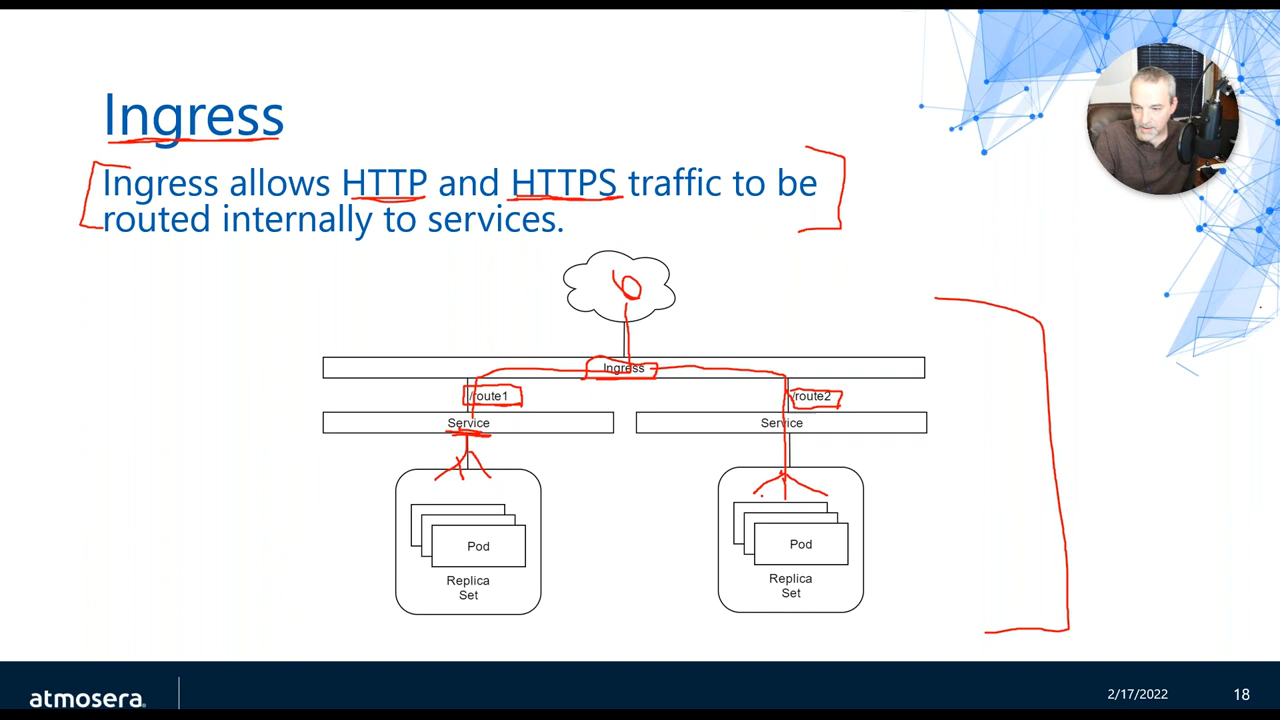 Ingress
Ingress allows HTTP and HTTPS traffic to be
routed internally to services.
Ingress
/route1
/route2
Service
Service
Pod
Pod
Replica
Set
Replica
Set
atmosera
2/17/2022
18